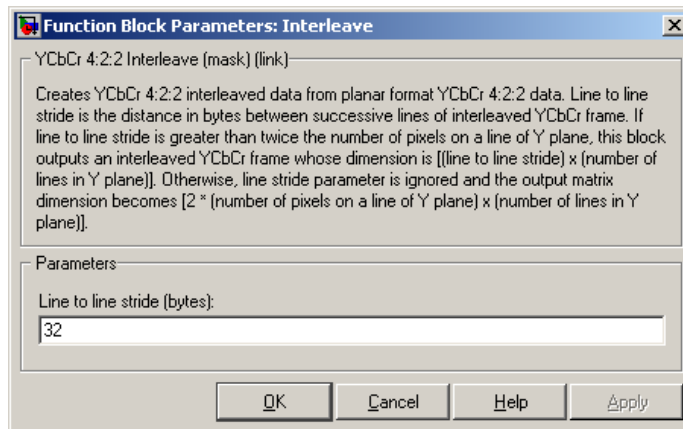 Function Block Parameters: Interleave
YCbCr 4:2:2 Interleave (mask) (link)
Creates YCbCr 4:2:2 interleaved data from planar format YCbCr 4:2:2 data. Line to line
stride is the distance in bytes between successive lines of interleaved YCbCr frame. If
line to line stride is greater than twice the number of pixels on a line of Y plane, this block
outputs an interleaved YCbCr frame whose dimension is [(line to line stride) x (number of
lines in Y plane)]. Otherwise, line stride parameter is ignored and the output matrix
dimension becomes [2 * (number of pixels on a line of Y plane) x (number of lines in Y
plane)].
Parameters
Line to line stride (bytes):
32
OK Cancel Help Apply